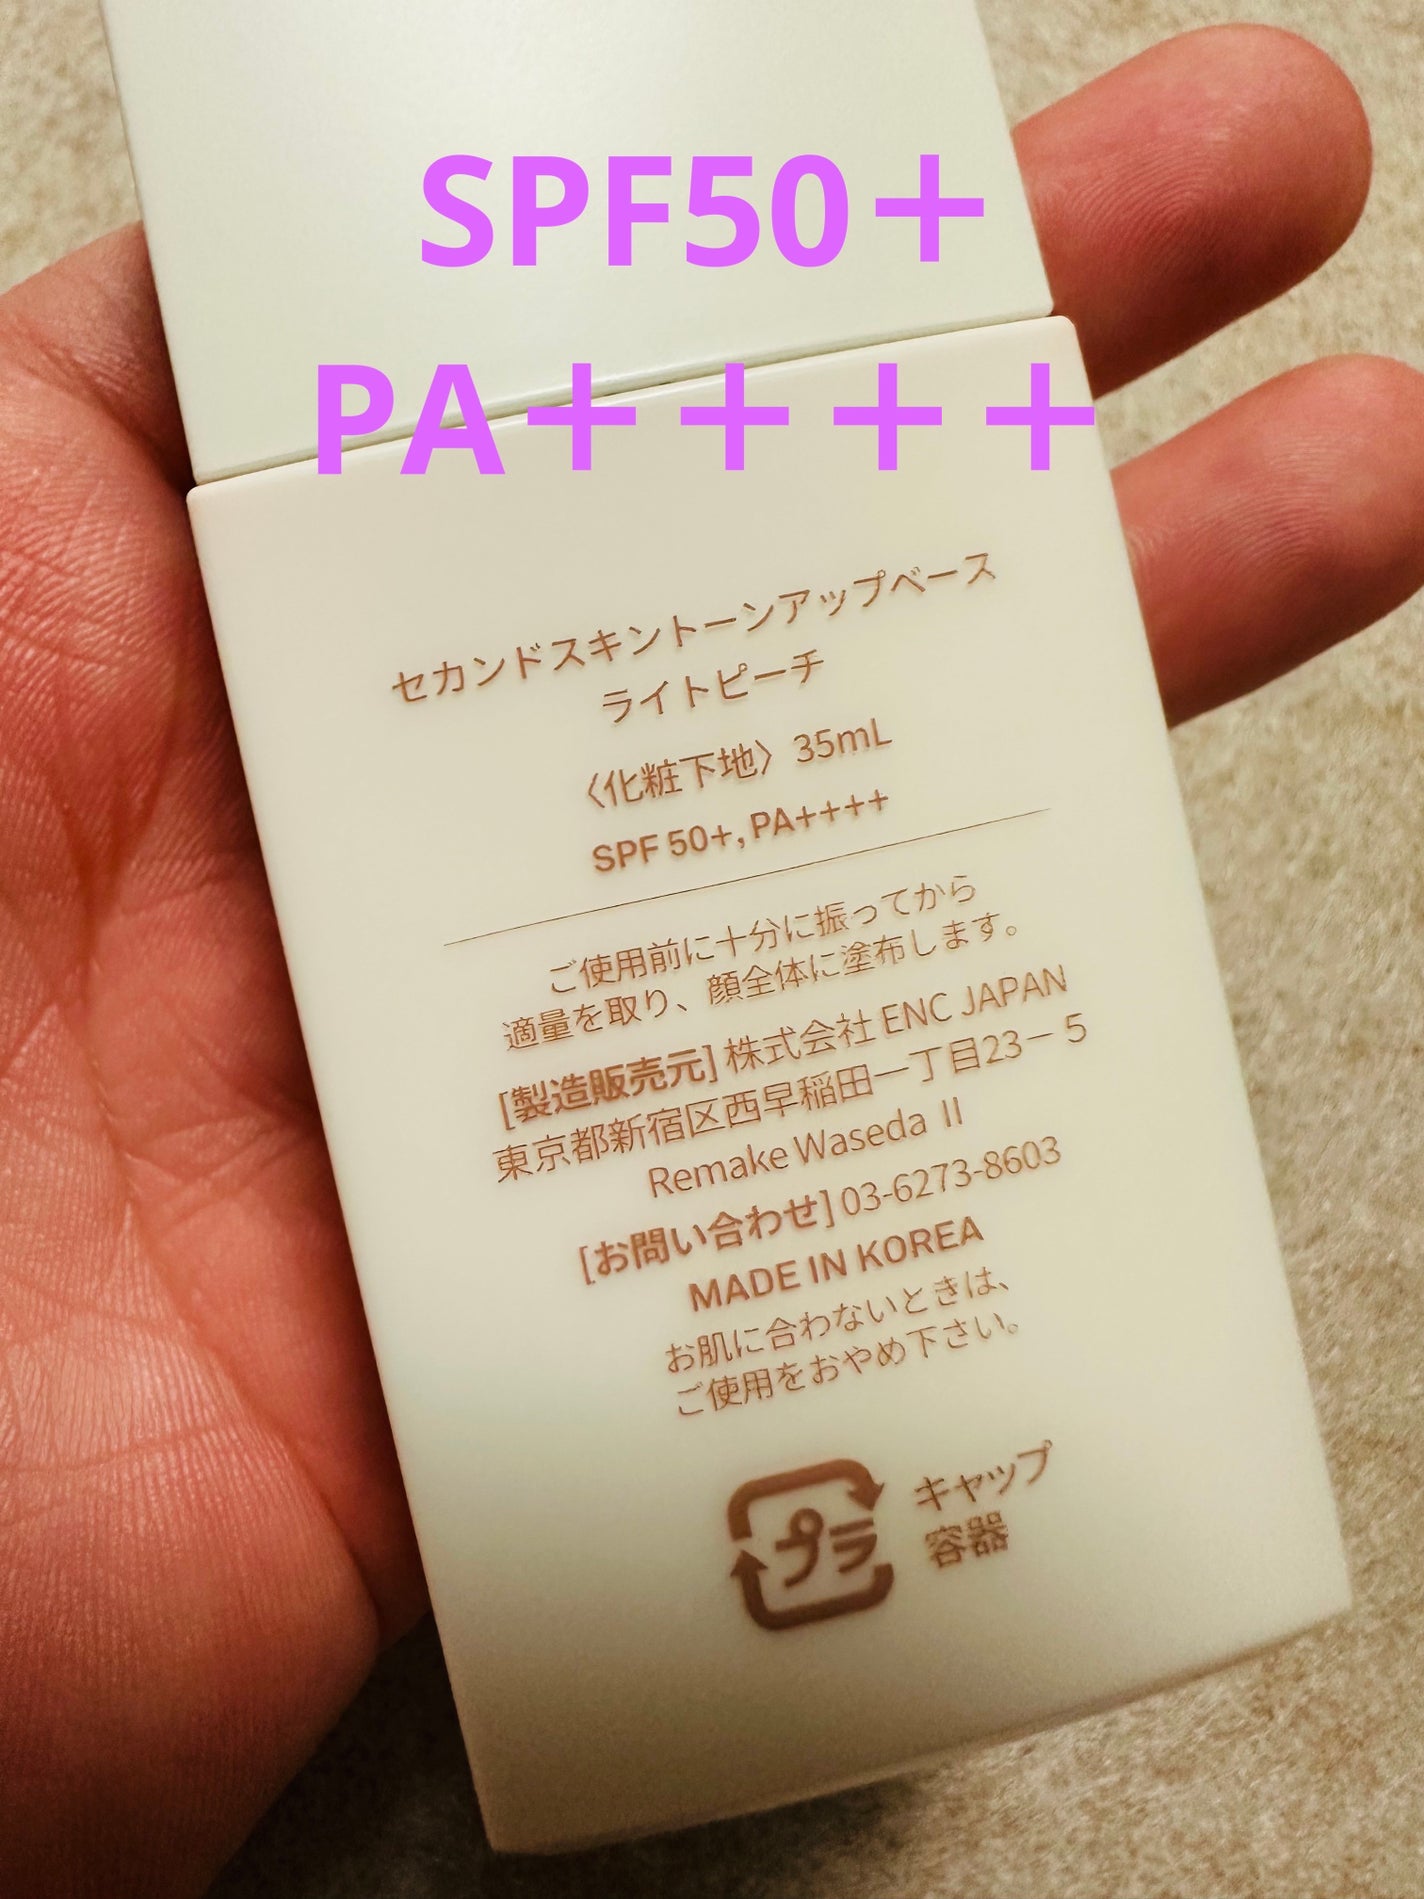 SPF50＋
PA＋＋＋＋
セカンドスキントーンアップベース
ライトピーチ
〈化粧下地〉35mL
SPF 50+, PA++++
ご使用前に十分に振ってから
適量を取り、顔全体に塗布します。
[製造販売元] 株式会社 ENC JAPAN
東京都新宿区西早稲田一丁目23－5
Remake Waseda Ⅱ
[お問い合わせ] 03-6273-8603
MADE IN KOREA
お肌に合わないときは、
ご使用をおやめ下さい。
プラ
キャップ
容器